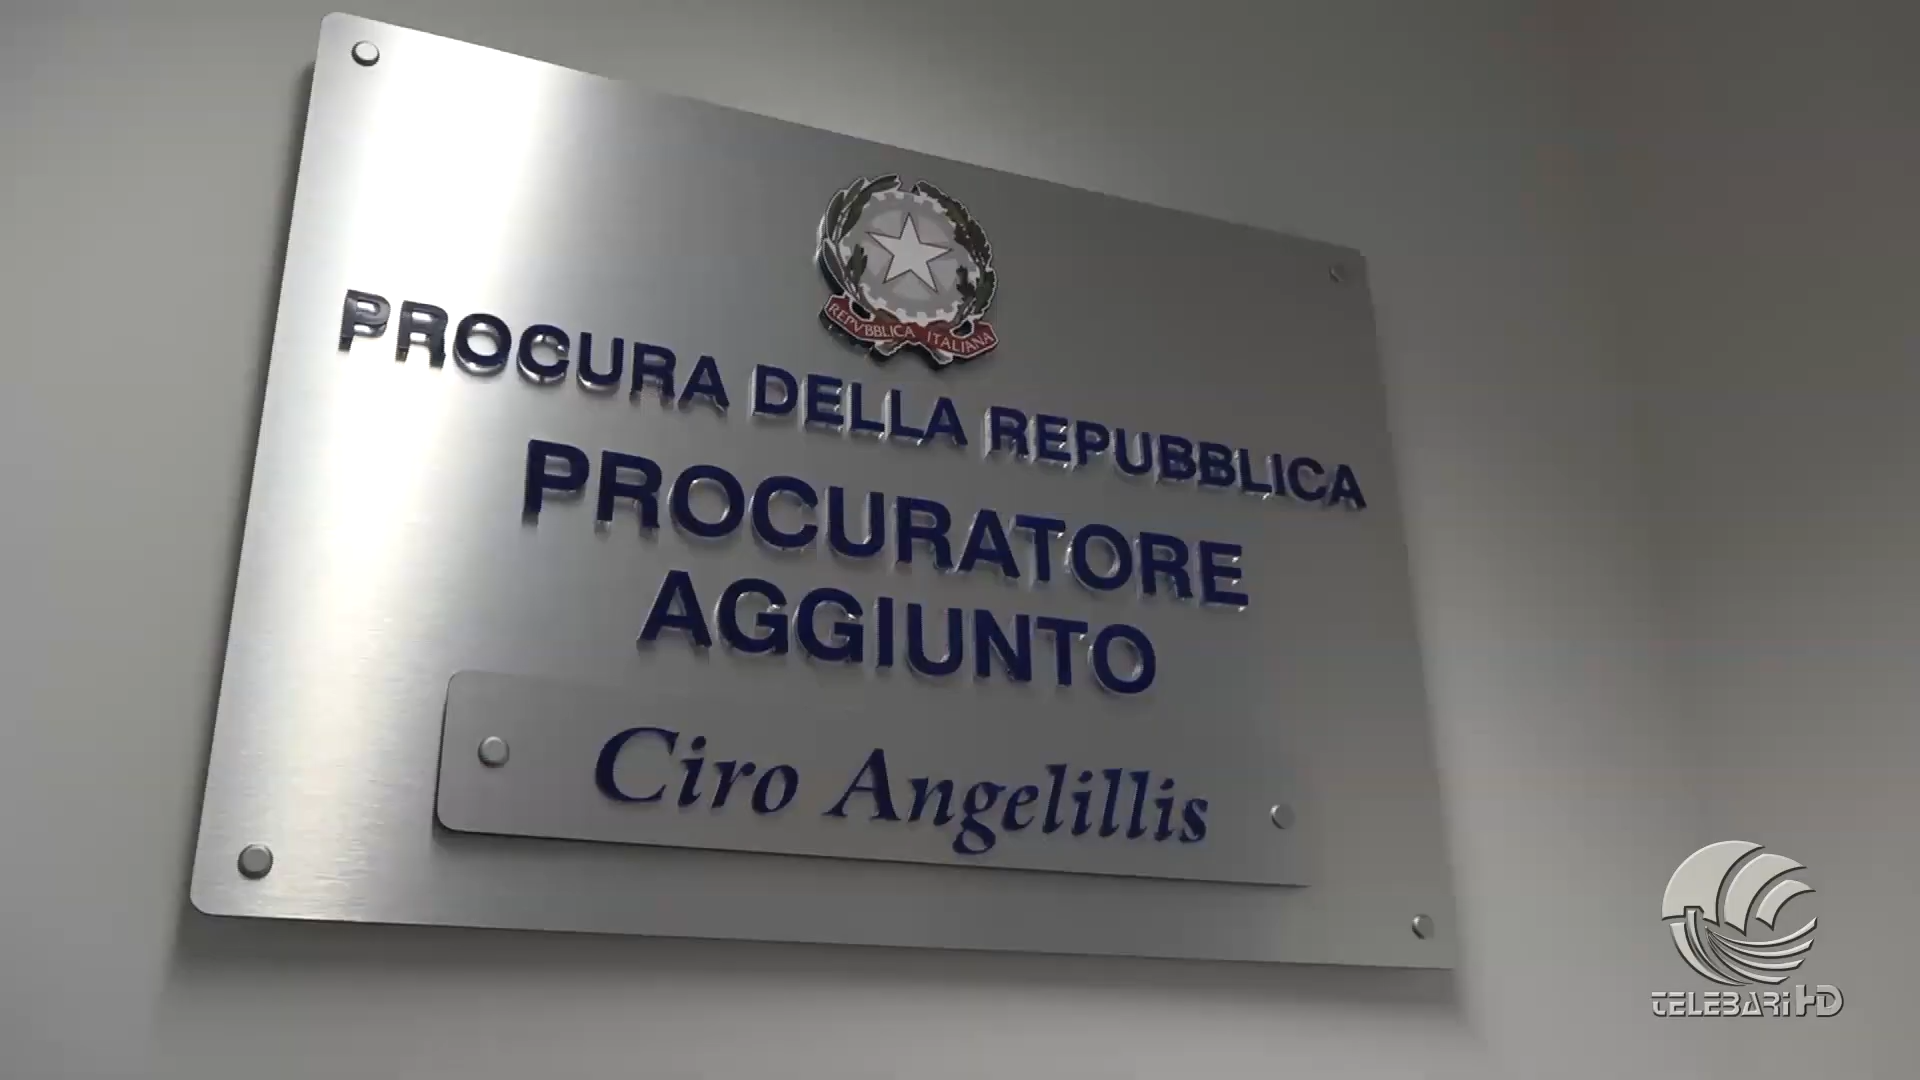 REPVBBLICA ITALIANA
PROCURA DELLA REPUBBLICA
PROCURATORE
AGGIUNTO
Ciro Angelillis
TELEBARI HD